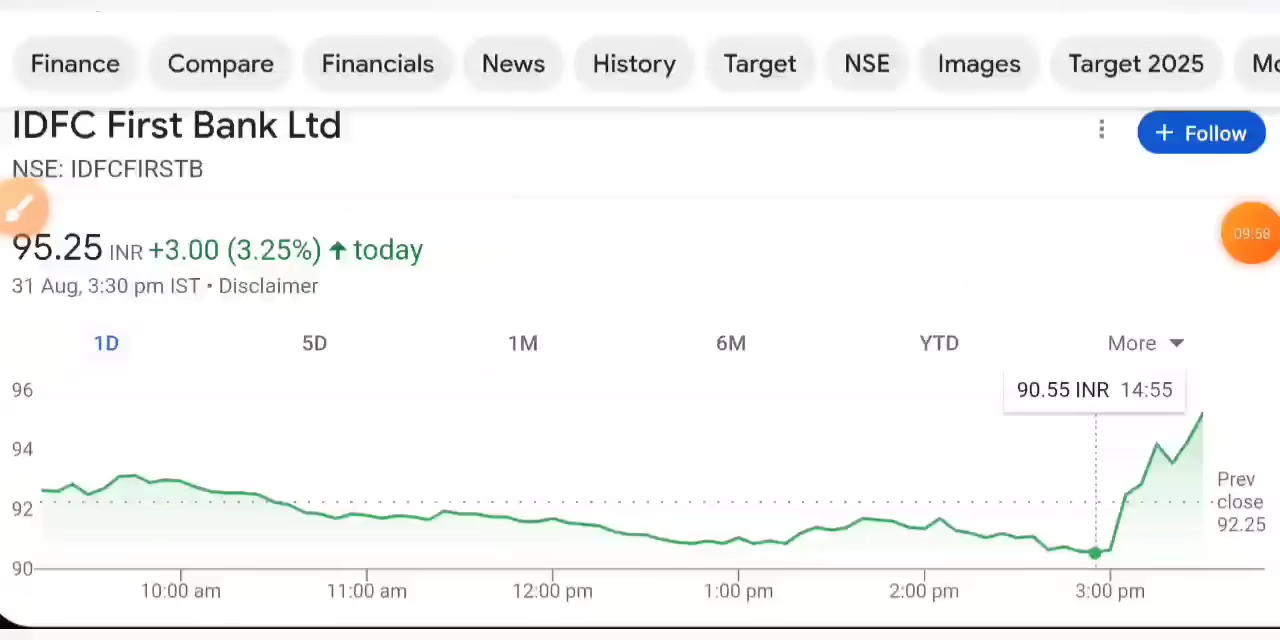 Finance Compare Financials News History Target NSE Images Target 2025 Mo
IDFC First Bank Ltd
+ Follow
NSE: IDFCFIRSTB
95.25 INR +3.00 (3.25%) ↑ today
09:58
31 Aug, 3:30 pm IST • Disclaimer
1D 5D 1M 6M YTD More
90.55 INR 14:55
96
94
92
90
Prev
close
92.25
10:00 am 11:00 am 12:00 pm 1:00 pm 2:00 pm 3:00 pm